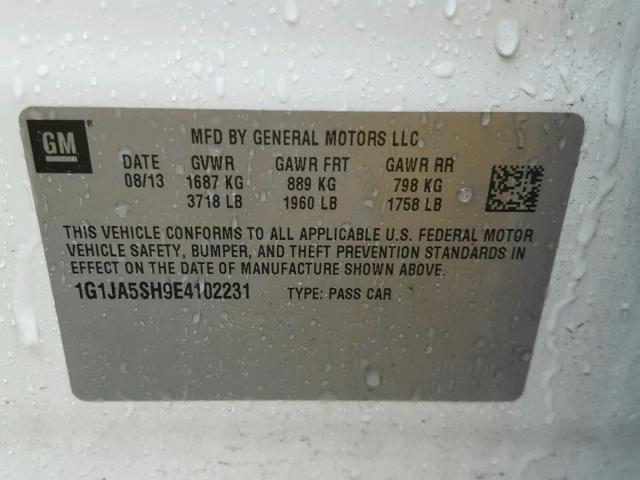 GM®
MFD BY GENERAL MOTORS LLC
DATE GVWR GAWR FRT GAWR RR
08/13 1687 KG 889 KG 798 KG
3718 LB 1960 LB 1758 LB
THIS VEHICLE CONFORMS TO ALL APPLICABLE U.S. FEDERAL MOTOR
VEHICLE SAFETY, BUMPER, AND THEFT PREVENTION STANDARDS IN
EFFECT ON THE DATE OF MANUFACTURE SHOWN ABOVE.
1G1JA5SH9E4102231 TYPE: PASS CAR